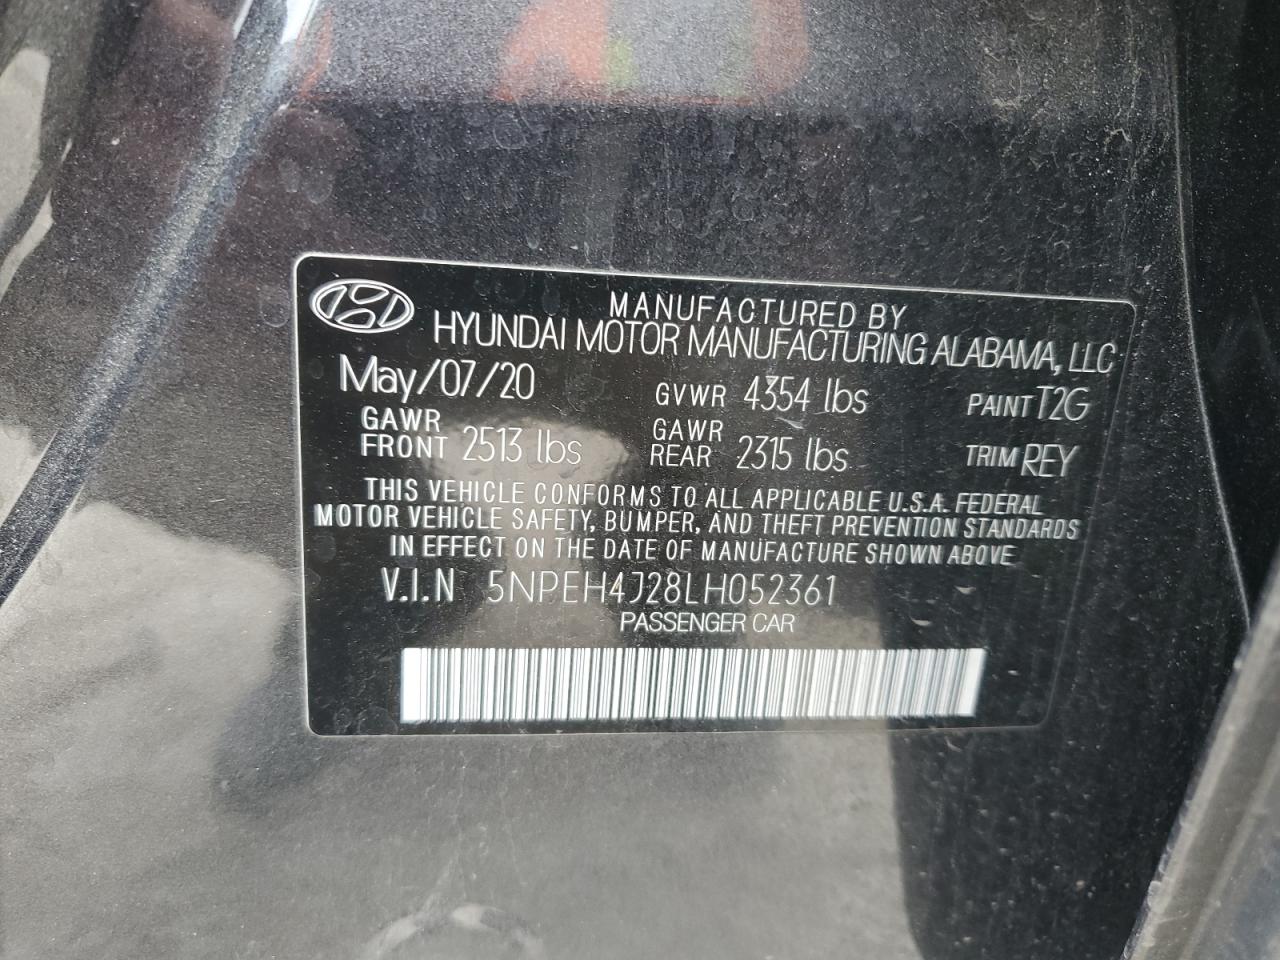 MANUFACTURED BY
HYUNDAI MOTOR MANUFACTURING ALABAMA, LLC
May/07/20 GVWR 4354 lbs PAINT T2G
GAWR FRONT 2513 lbs GAWR REAR 2315 lbs TRIM REY
THIS VEHICLE CONFORMS TO ALL APPLICABLE U.S.A. FEDERAL
MOTOR VEHICLE SAFETY, BUMPER, AND THEFT PREVENTION STANDARDS
IN EFFECT ON THE DATE OF MANUFACTURE SHOWN ABOVE
V.I.N 5NPEH4J28LH052361
PASSENGER CAR